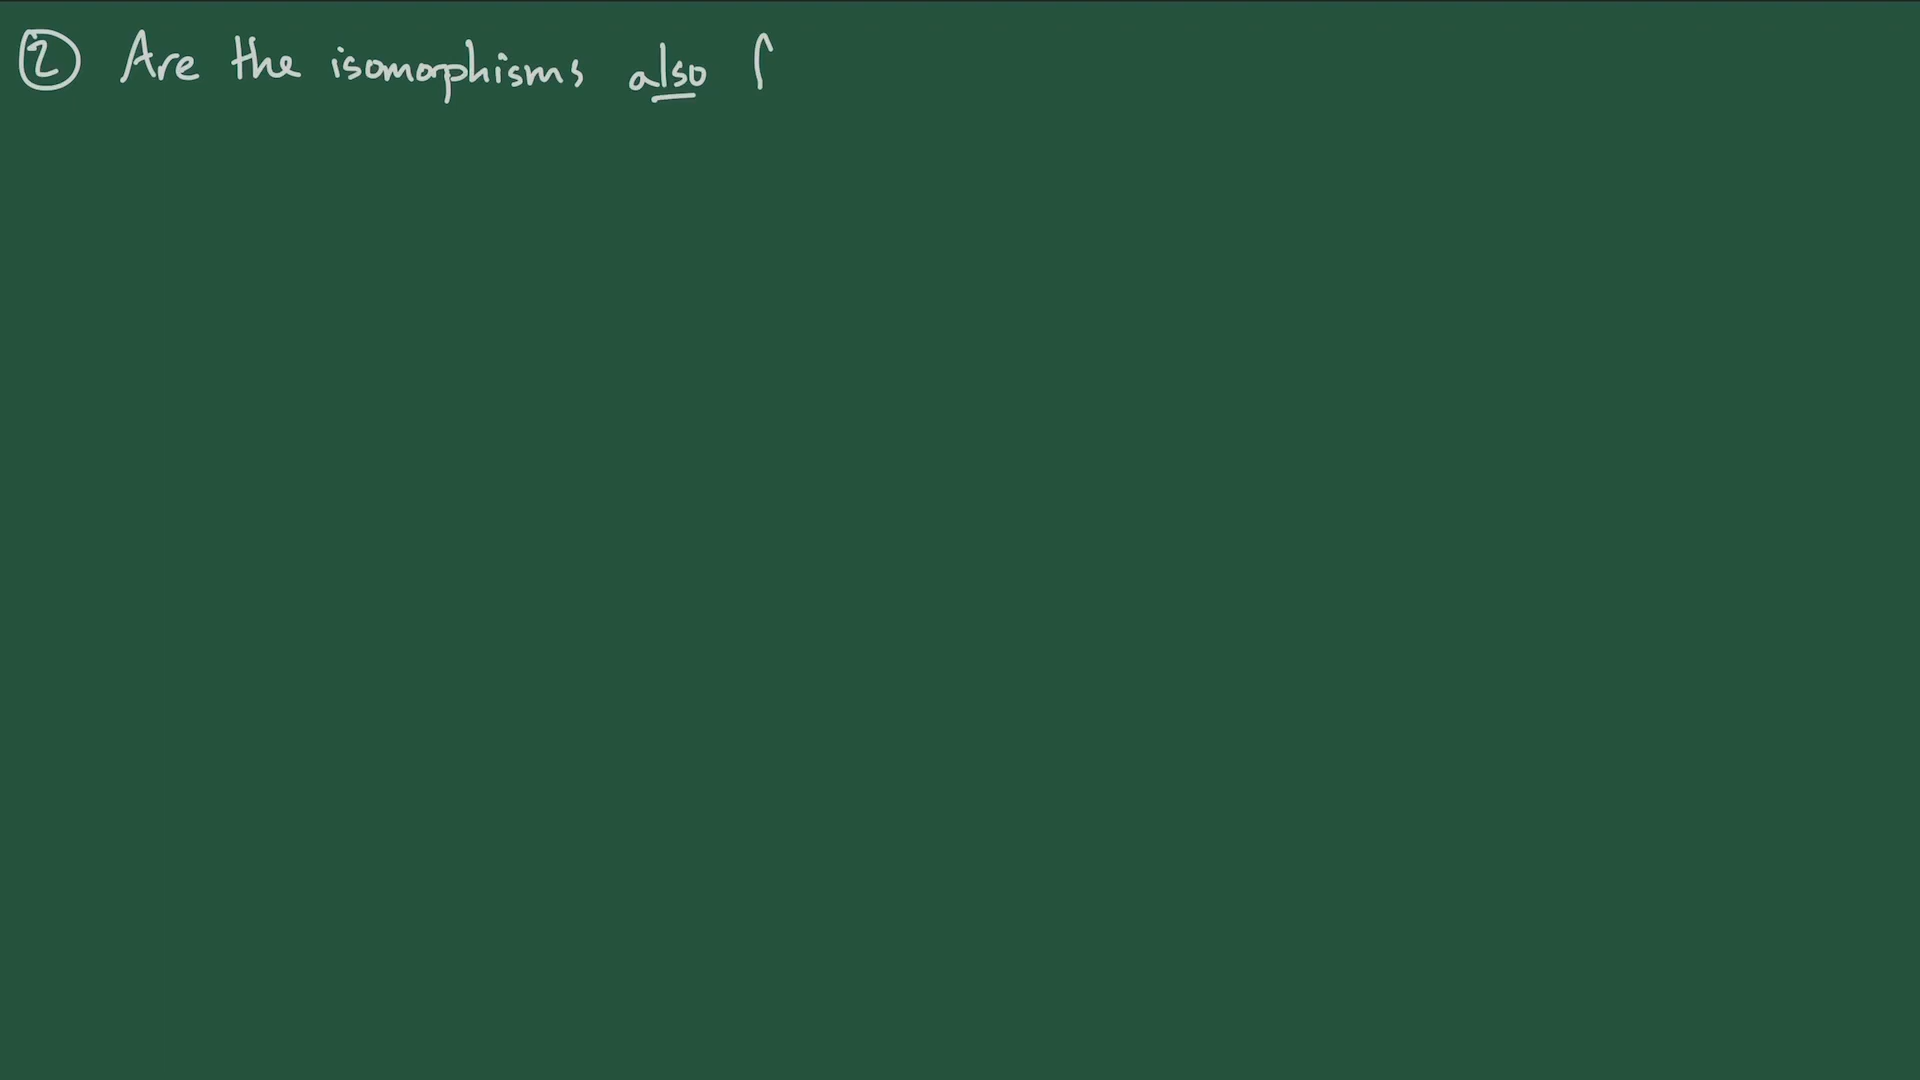 ② Are the isomorphisms also